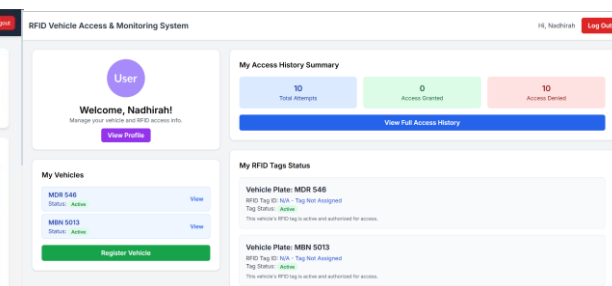 RFID Vehicle Access & Monitoring System
Hi, Nadhirah
Log Out
User
Welcome, Nadhirah!
Manage your vehicle and RFID access info.
View Profile
My Vehicles
MDR 546
Status: Active
View
MBN 5013
Status: Active
View
Register Vehicle
My Access History Summary
10
Total Attempts
0
Access Granted
10
Access Denied
View Full Access History
My RFID Tags Status
Vehicle Plate: MDR 546
RFID Tag ID: N/A - Tag Not Assigned
Tag Status: Active
This vehicle's RFID tag is active and authorized for access.
Vehicle Plate: MBN 5013
RFID Tag ID: N/A - Tag Not Assigned
Tag Status: Active
This vehicle's RFID tag is active and authorized for access.